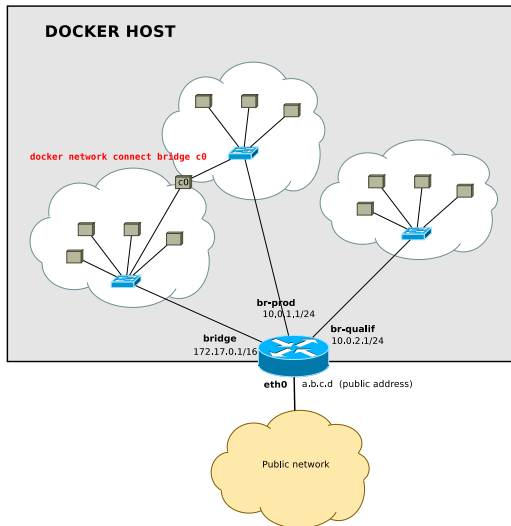 DOCKER HOST
docker network connect bridge c0
c0
br-prod
10.0.1.1/24
br-qualif
10.0.2.1/24
bridge
172.17.0.1/16
eth0 a.b.c.d (public address)
Public network